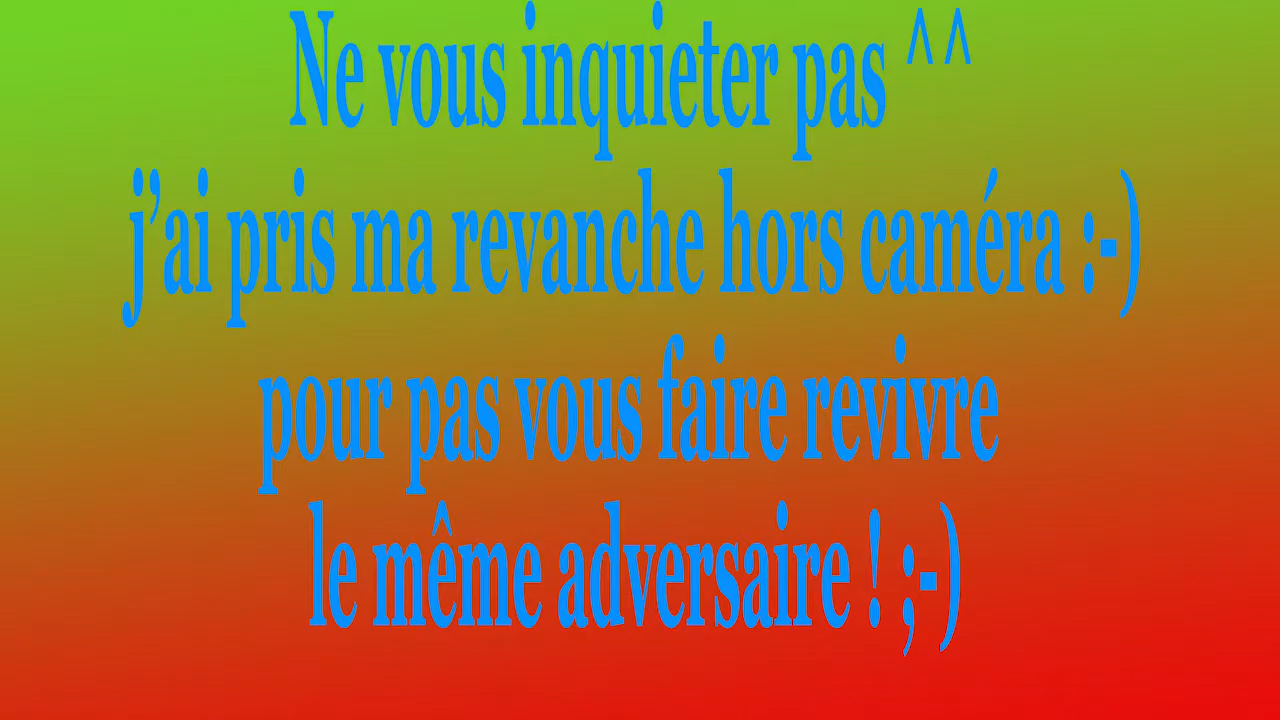 Ne vous inquieter pas ^^
j’ai pris ma revanche hors caméra :-)
pour pas vous faire revivre
le même adversaire ! ;-)